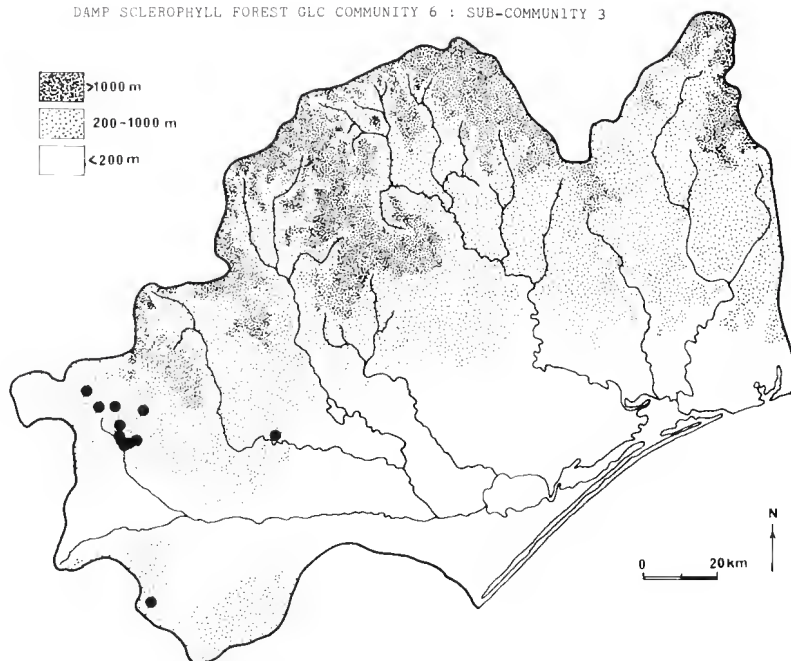 DAMP SCLEROPHYLL FOREST GLC COMMUNITY 6 : SUB-COMMUNITY 3
>1000 m
200-1000 m
<200 m
N
0 20km